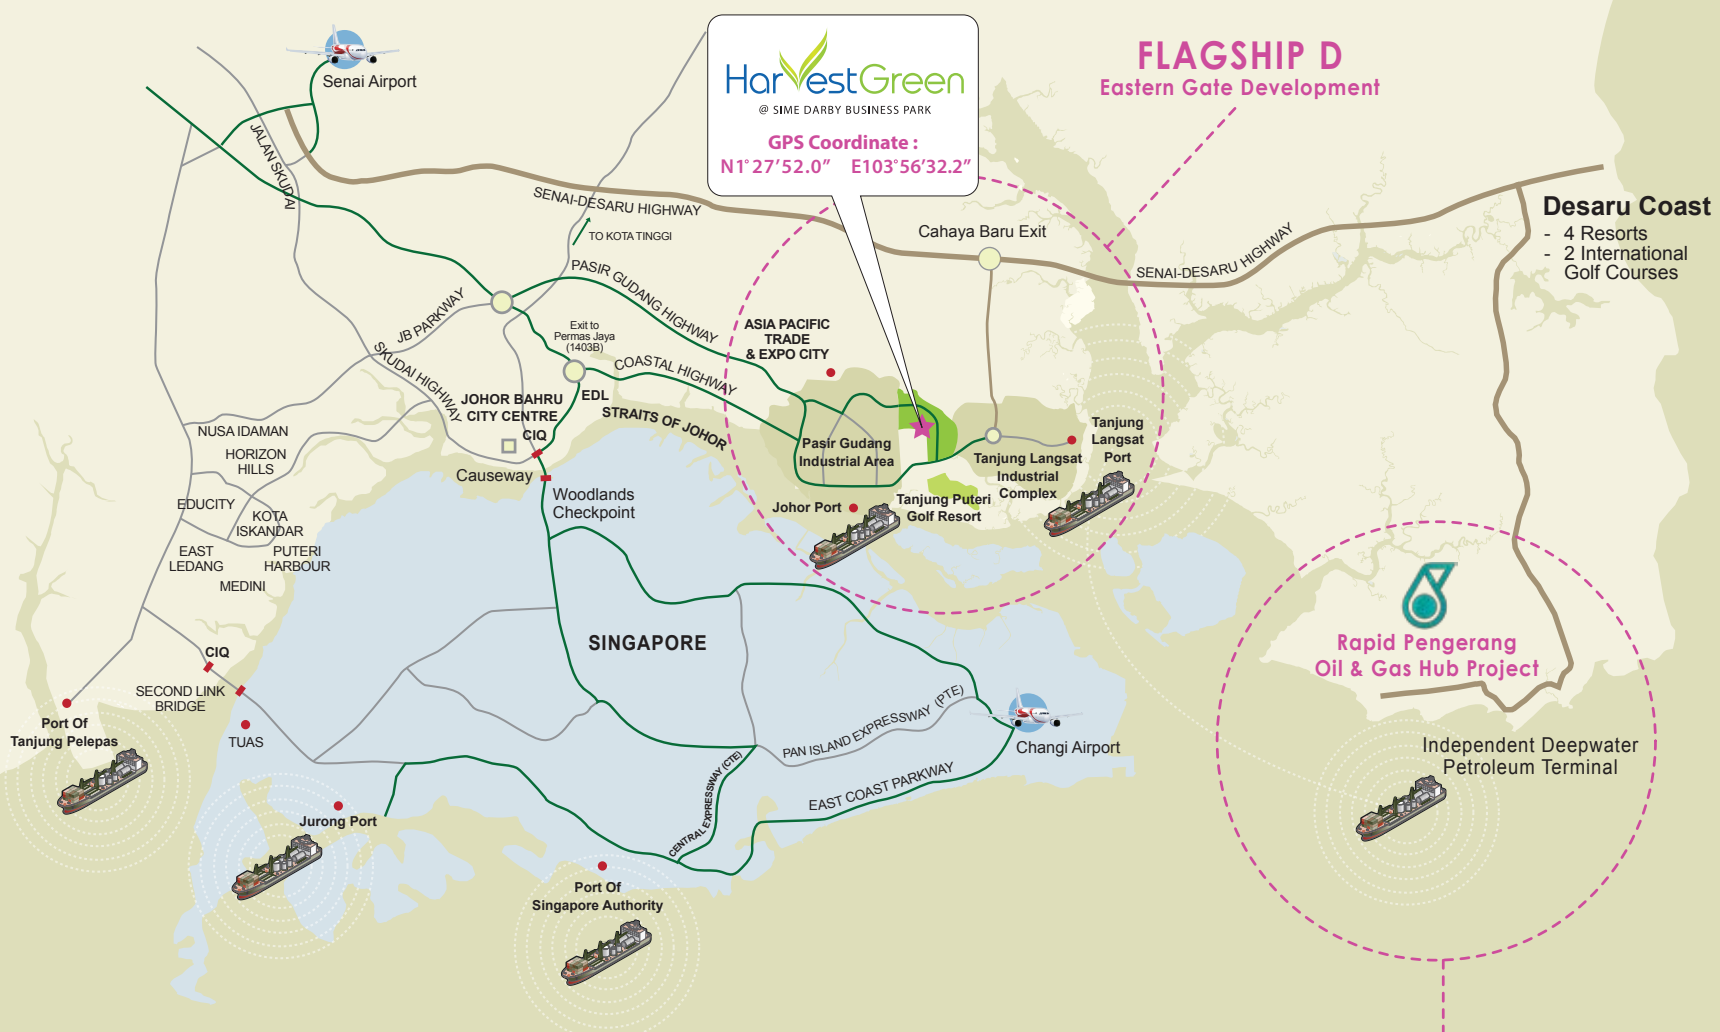 Senai Airport
HarvestGreen
@ SIME DARBY BUSINESS PARK
GPS Coordinate :
N1°27'52.0" E103°56'32.2"
FLAGSHIP D
Eastern Gate Development
JALAN SKUDAI
SENAI-DESARU HIGHWAY
TO KOTA TINGGI
Cahaya Baru Exit
SENAI-DESARU HIGHWAY
Desaru Coast
- 4 Resorts
- 2 International
Golf Courses
PASIR GUDANG HIGHWAY
JB PARKWAY
Exit to
Permas Jaya
(1403B)
ASIA PACIFIC
TRADE
& EXPO CITY
SKUDAI HIGHWAY
COASTAL HIGHWAY
JOHOR BAHRU
CITY CENTRE
EDL
CIQ
STRAITS OF JOHOR
Causeway
Woodlands
Checkpoint
Pasir Gudang
Industrial Area
Tanjung Langsat
Industrial
Complex
Tanjung
Langsat
Port
Johor Port
Tanjung Puteri
Golf Resort
NUSA IDAMAN
HORIZON
HILLS
EDUCITY
KOTA
ISKANDAR
EAST
LEDANG
PUTERI
HARBOUR
MEDINI
CIQ
SECOND LINK
BRIDGE
TUAS
Port Of
Tanjung Pelepas
SINGAPORE
Rapid Pengerang
Oil & Gas Hub Project
PAN ISLAND EXPRESSWAY (PTE)
Changi Airport
Independent Deepwater
Petroleum Terminal
CENTRAL EXPRESSWAY (CTE)
EAST COAST PARKWAY
Jurong Port
Port Of
Singapore Authority